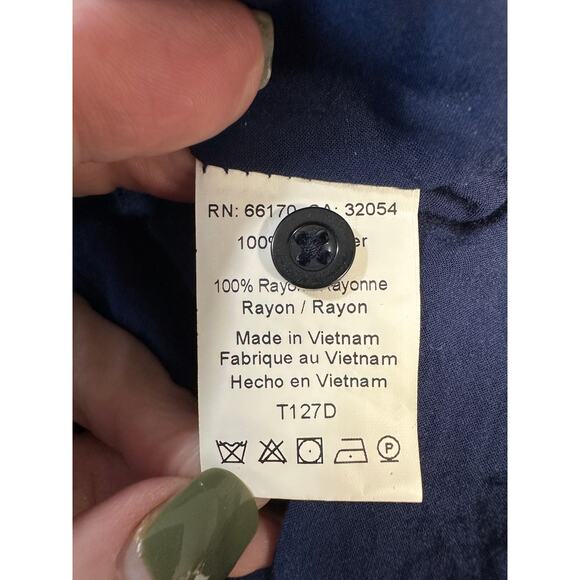 RN: 66170 CA: 32054
100%
100% Rayon / Rayonne
Rayon / Rayon
Made in Vietnam
Fabrique au Vietnam
Hecho en Vietnam
T127D
P